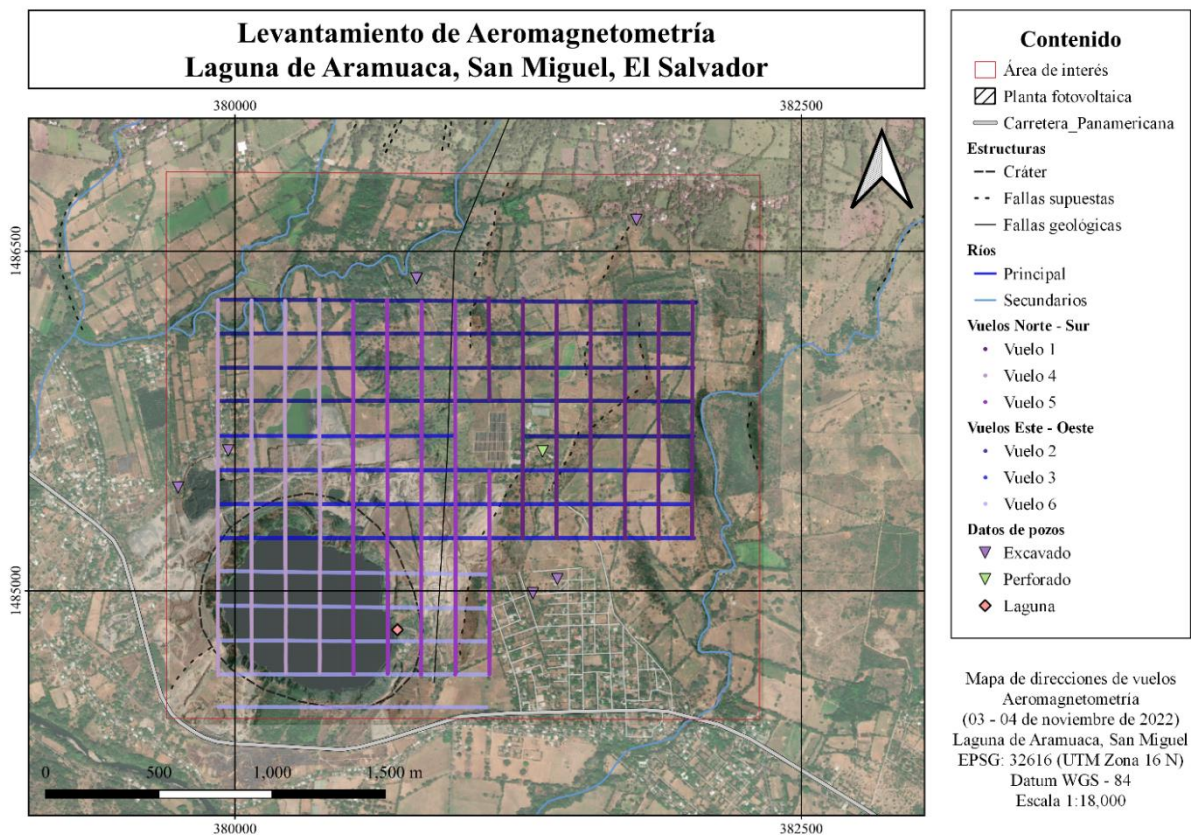 Levantamiento de Aeromagnetometría
Laguna de Aramuaca, San Miguel, El Salvador
380000
382500
1486500
1485000
0
500
1,000
1,500 m
380000
382500
Contenido
Área de interés
Planta fotovoltaica
Carretera_Panamericana
Estructuras
Cráter
Fallas supuestas
Fallas geológicas
Ríos
Principal
Secundarios
Vuelos Norte - Sur
Vuelo 1
Vuelo 4
Vuelo 5
Vuelos Este - Oeste
Vuelo 2
Vuelo 3
Vuelo 6
Datos de pozos
Excavado
Perforado
Laguna
Mapa de direcciones de vuelos
Aeromagnetometría
(03 - 04 de noviembre de 2022)
Laguna de Aramuaca, San Miguel
EPSG: 32616 (UTM Zona 16 N)
Datum WGS - 84
Escala 1:18,000